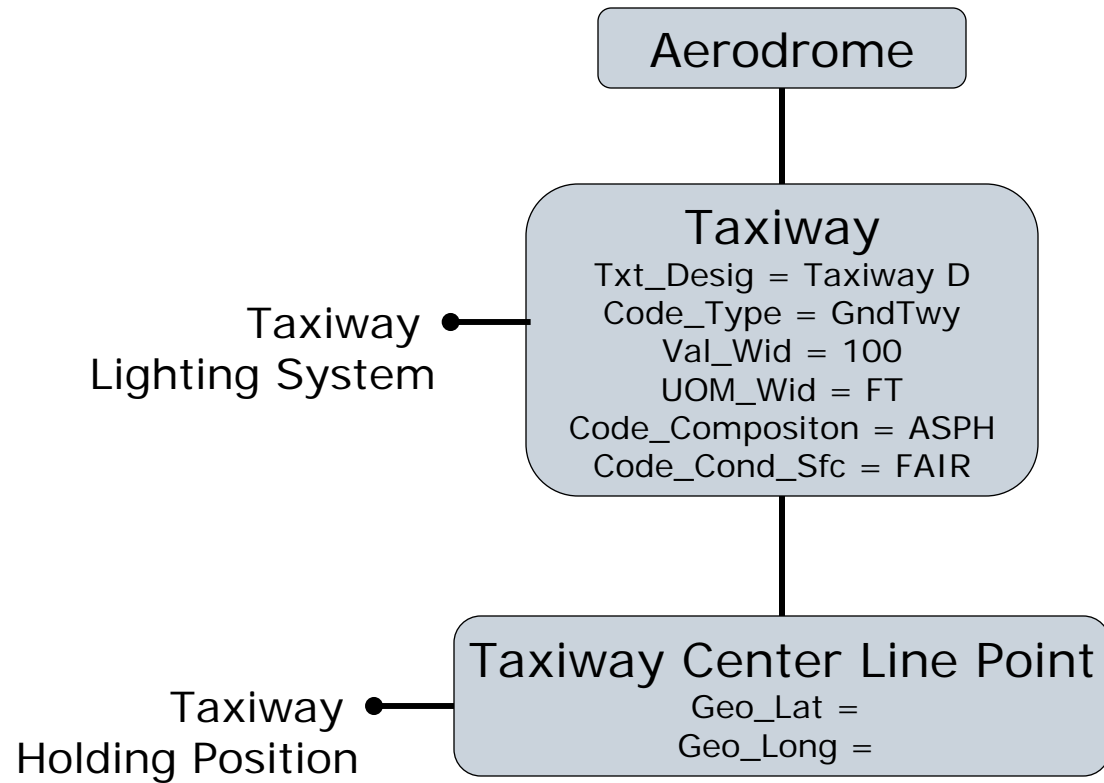 Aerodrome
Taxiway
Txt_Desig = Taxiway D
Code_Type = GndTwy
Val_Wid = 100
UOM_Wid = FT
Code_Compositon = ASPH
Code_Cond_Sfc = FAIR
Taxiway
Lighting System
Taxiway Center Line Point
Geo_Lat =
Geo_Long =
Taxiway
Holding Position